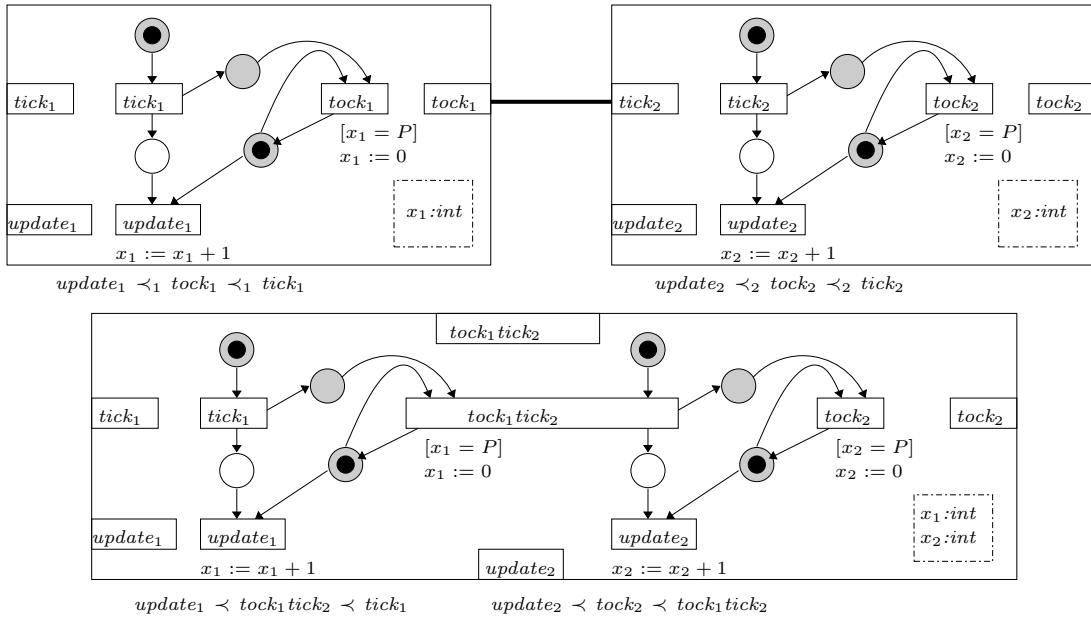 tick₁ tick₁ tock₁ tock₁ tick₂ tick₂ tock₂ tock₂
[x₁ = P] [x₂ = P]
x₁ := 0 x₂ := 0
x₁:int x₂:int
update₁ update₁ update₂ update₂
x₁ := x₁ + 1 x₂ := x₂ + 1
update₁ ≺₁ tock₁ ≺₁ tick₁ update₂ ≺₂ tock₂ ≺₂ tick₂
tock₁tick₂
tick₁ tick₁ tock₁tick₂ tock₂ tock₂
[x₁ = P] [x₂ = P]
x₁ := 0 x₂ := 0
x₁:int
x₂:int
update₁ update₁ update₂
update₂
x₁ := x₁ + 1 x₂ := x₂ + 1
update₁ ≺ tock₁tick₂ ≺ tick₁ update₂ ≺ tock₂ ≺ tock₁tick₂